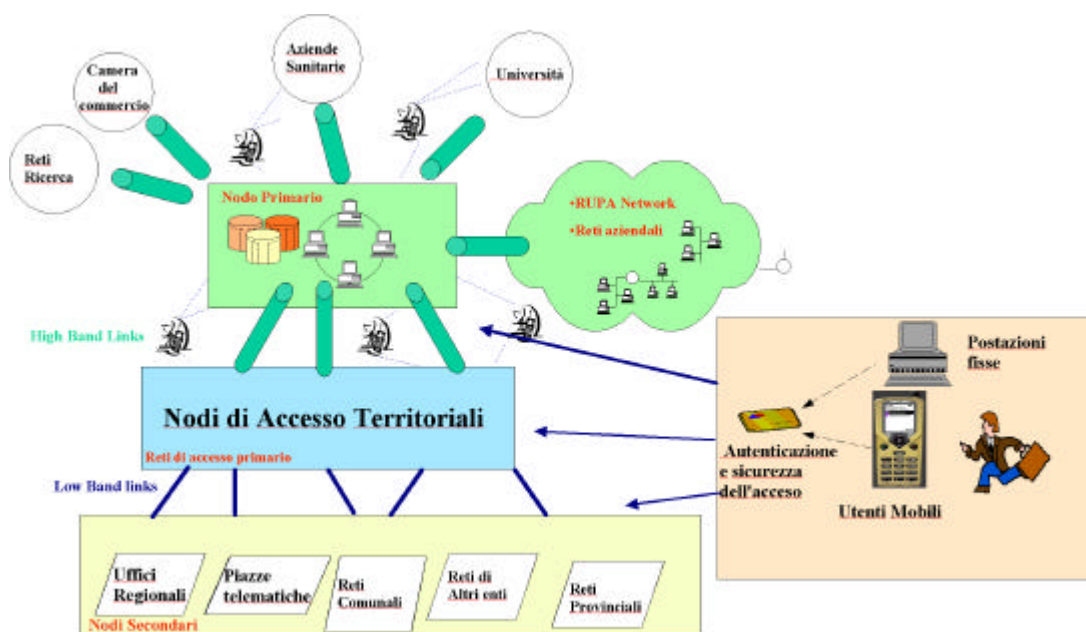 Aziende
Sanitarie
Università
Camera
del
commercio
Reti
Ricerca
Nodo Primario
•RUPA Network
•Reti aziendali
High Band Links
Postazioni
fisse
Nodi di Accesso Territoriali
Reti di accesso primario
Autenticazione
e sicurezza
dell'acceso
Utenti Mobili
Low Band links
Uffici
Regionali
Piazze
telematiche
Reti
Comunali
Reti di
Altri enti
Reti
Provinciali
Nodi Secondari